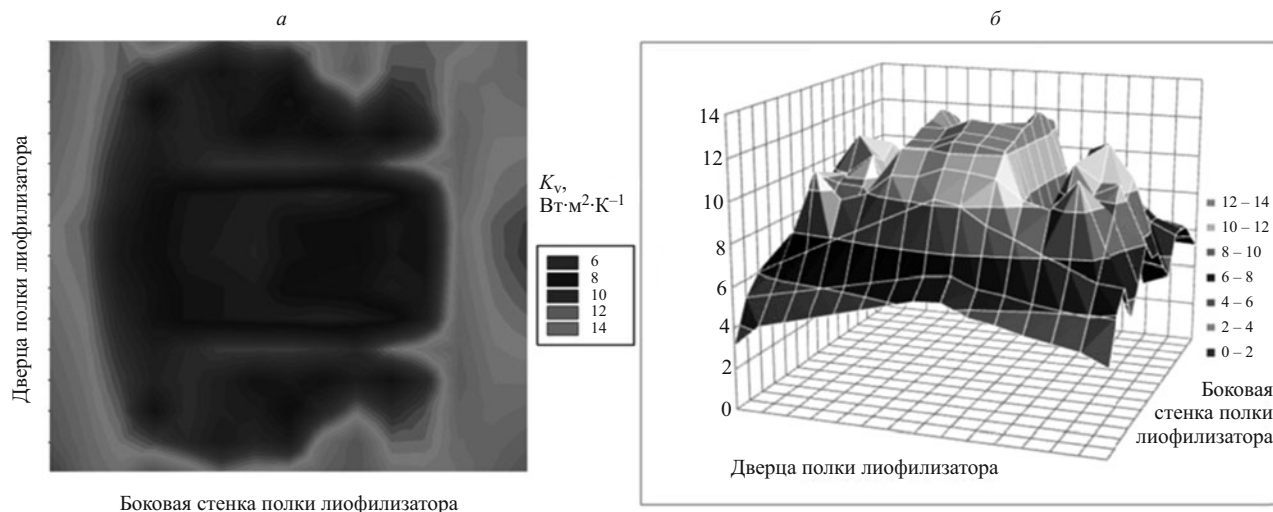 а
Дверца полки лиофилизатора
Боковая стенка полки лиофилизатора
Kv,
Вт·м2·К–1
6
8
10
12
14
б
14
12
10
8
6
4
2
0
12 – 14
10 – 12
8 – 10
6 – 8
4 – 6
2 – 4
0 – 2
Боковая
стенка полки
лиофилизатора
Дверца полки лиофилизатора